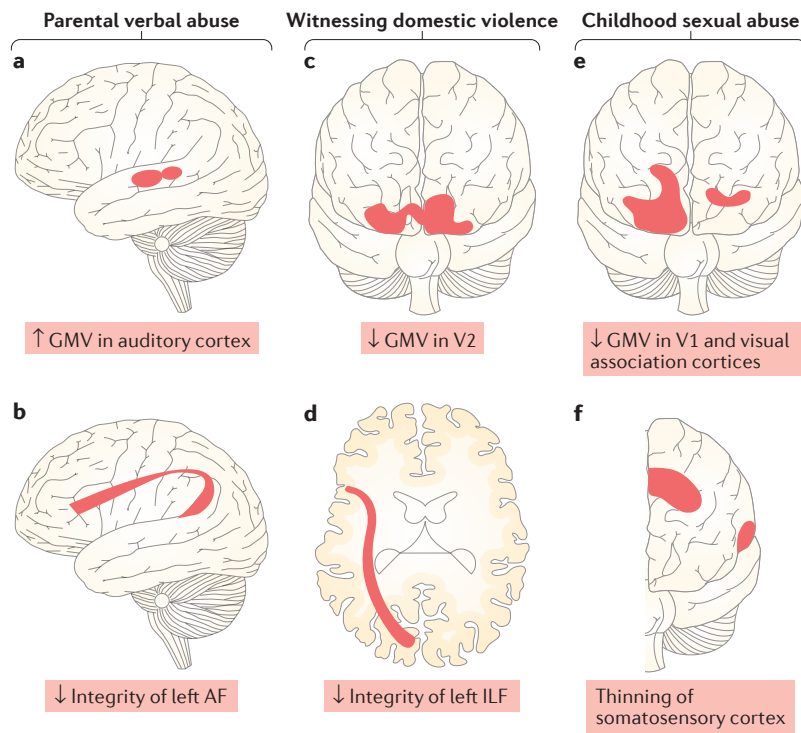 Parental verbal abuse
Witnessing domestic violence
Childhood sexual abuse
a
c
e
↑ GMV in auditory cortex
↓ GMV in V2
↓ GMV in V1 and visual
association cortices
b
d
f
↓ Integrity of left AF
↓ Integrity of left ILF
Thinning of
somatosensory cortex